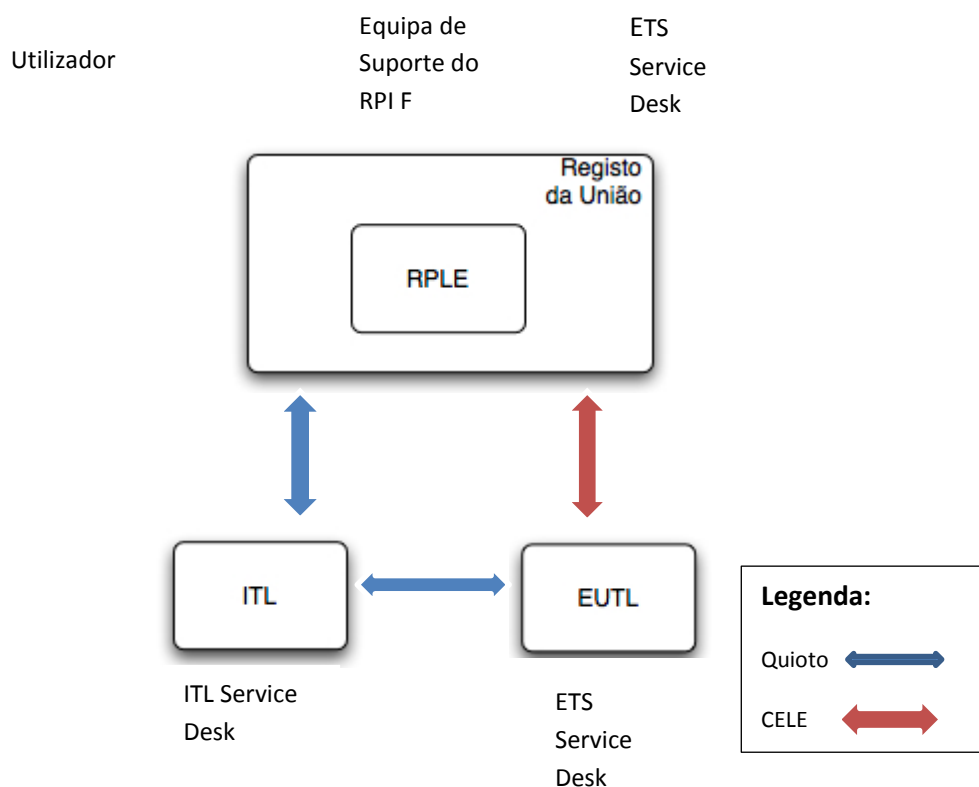 Utilizador
Equipa de
Suporte do
RPI F
ETS
Service
Desk
Registo
da União
RPLE
ITL
EUTL
ITL Service
Desk
ETS
Service
Desk
Legenda:
Quioto
CELE